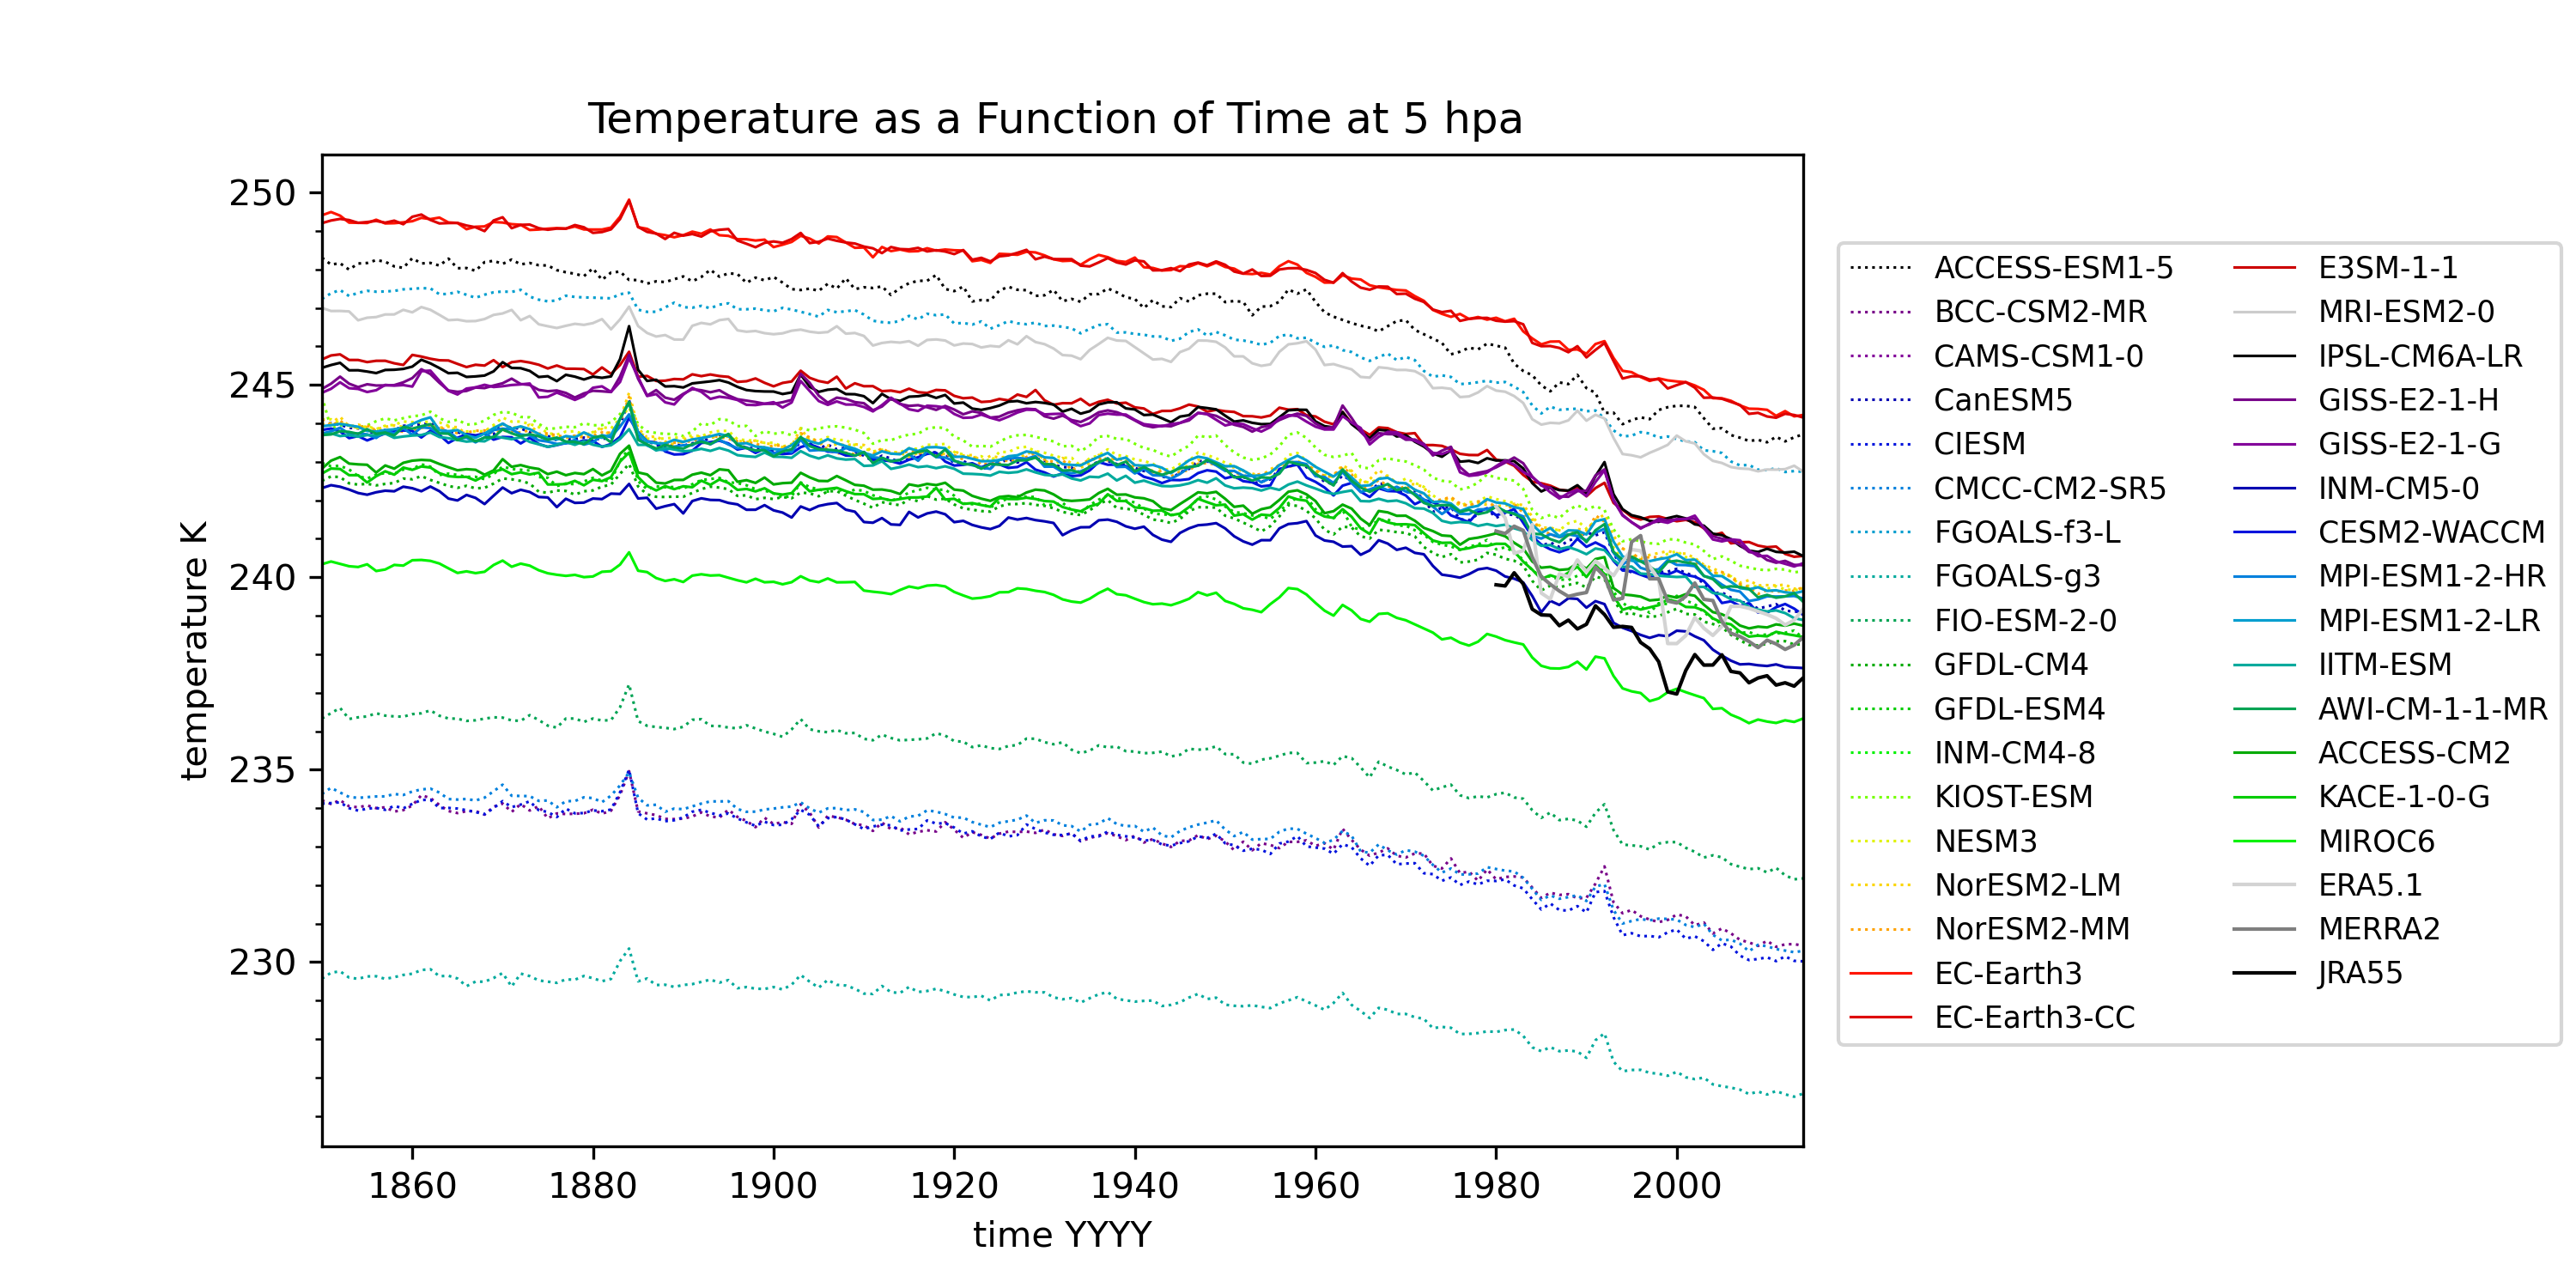 Temperature as a Function of Time at 5 hpa
250
245
240
235
230
temperature K
1860 1880 1900 1920 1940 1960 1980 2000
time YYYY
ACCESS-ESM1-5
BCC-CSM2-MR
CAMS-CSM1-0
CanESM5
CIESM
CMCC-CM2-SR5
FGOALS-f3-L
FGOALS-g3
FIO-ESM-2-0
GFDL-CM4
GFDL-ESM4
INM-CM4-8
KIOST-ESM
NESM3
NorESM2-LM
NorESM2-MM
EC-Earth3
EC-Earth3-CC
E3SM-1-1
MRI-ESM2-0
IPSL-CM6A-LR
GISS-E2-1-H
GISS-E2-1-G
INM-CM5-0
CESM2-WACCM
MPI-ESM1-2-HR
MPI-ESM1-2-LR
IITM-ESM
AWI-CM-1-1-MR
ACCESS-CM2
KACE-1-0-G
MIROC6
ERA5.1
MERRA2
JRA55